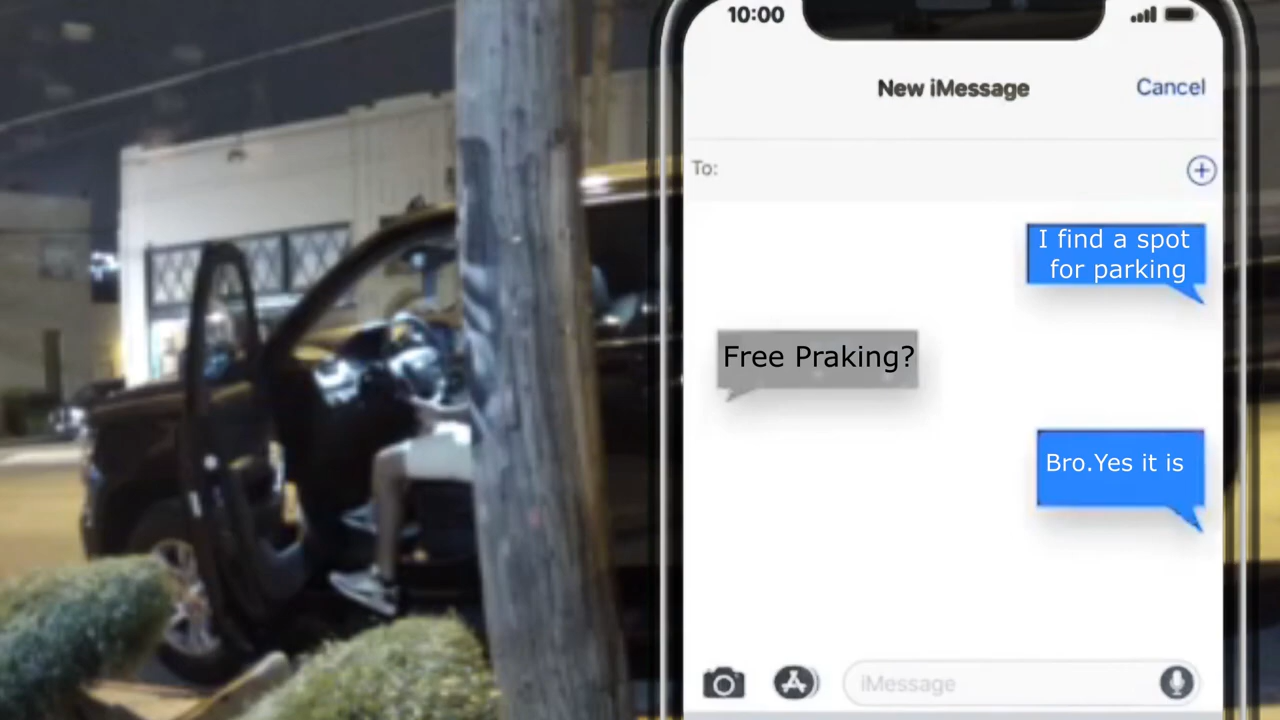 10:00
New iMessage
Cancel
To:
I find a spot
for parking
Free Praking?
Bro.Yes it is
iMessage